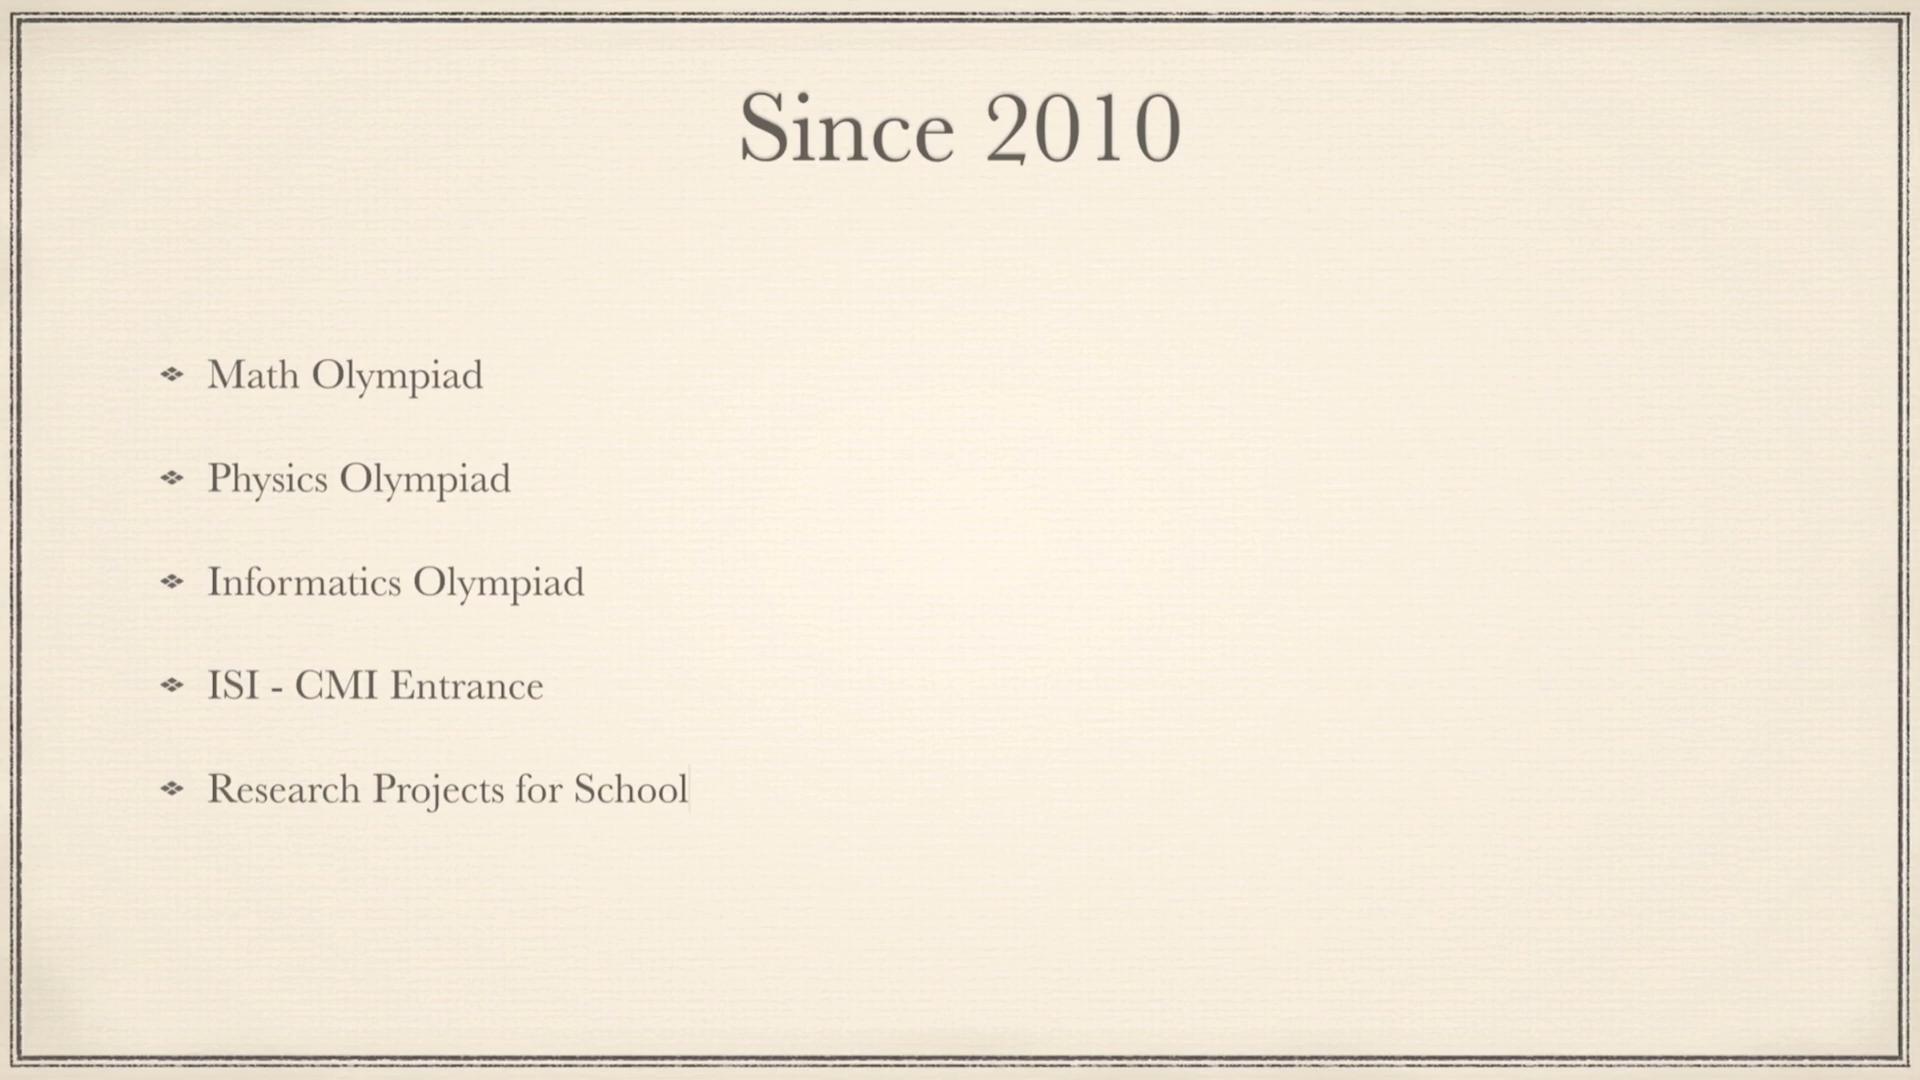 Since 2010
Math Olympiad
Physics Olympiad
Informatics Olympiad
ISI - CMI Entrance
Research Projects for School